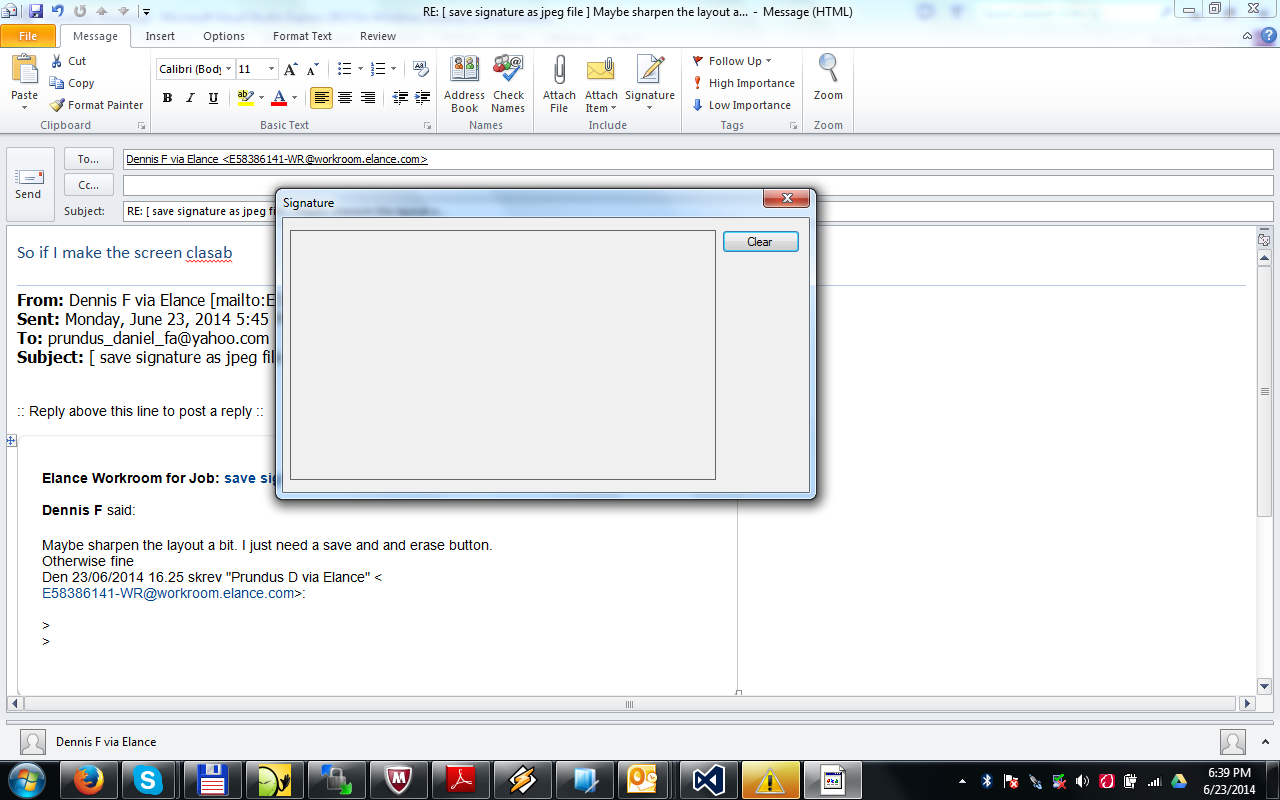 RE: [ save signature as jpeg file ] Maybe sharpen the layout a... - Message (HTML)
File Message Insert Options Format Text Review
Paste
Cut
Copy
Format Painter
Clipboard
Calibri (Body 11
B I U
Basic Text
Address Book
Check Names
Names
Attach File
Attach Item
Signature
Include
Follow Up
High Importance
Low Importance
Tags
Zoom
Zoom
Send
To... Dennis F via Elance <E58386141-WR@workroom.elance.com>
Cc...
Subject: RE: [ save signature as jpeg fi
Signature
Clear
So if I make the screen clasab
From: Dennis F via Elance [mailto:E
Sent: Monday, June 23, 2014 5:45
To: prundus_daniel_fa@yahoo.com
Subject: [ save signature as jpeg fil
:: Reply above this line to post a reply ::
Elance Workroom for Job: save sig
Dennis F said:
Maybe sharpen the layout a bit. I just need a save and and erase button.
Otherwise fine
Den 23/06/2014 16.25 skrev "Prundus D via Elance" <
E58386141-WR@workroom.elance.com>:
>
>
Dennis F via Elance
6:39 PM
6/23/2014